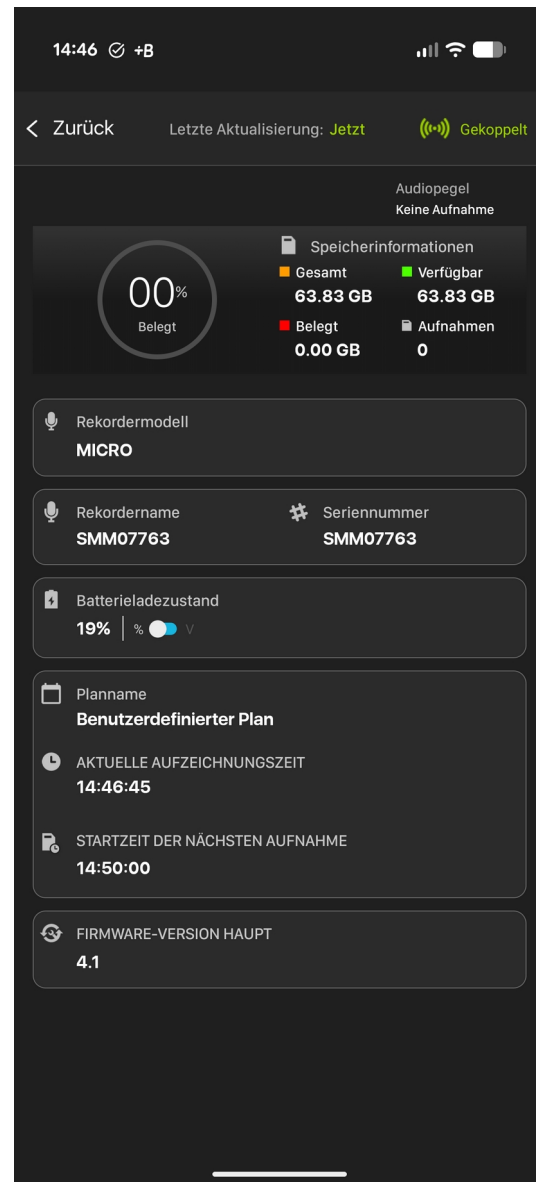 14:46 +B
Zurück
Letzte Aktualisierung: Jetzt
Gekoppelt
Audiopegel
Keine Aufnahme
00%
Belegt
Speicherinformationen
Gesamt
63.83 GB
Verfügbar
63.83 GB
Belegt
0.00 GB
Aufnahmen
0
Rekordermodell
MICRO
Rekordername
SMM07763
Seriennummer
SMM07763
Batterieladezustand
19% % V
Planname
Benutzerdefinierter Plan
AKTUELLE AUFZEICHNUNGSZEIT
14:46:45
STARTZEIT DER NÄCHSTEN AUFNAHME
14:50:00
FIRMWARE-VERSION HAUPT
4.1